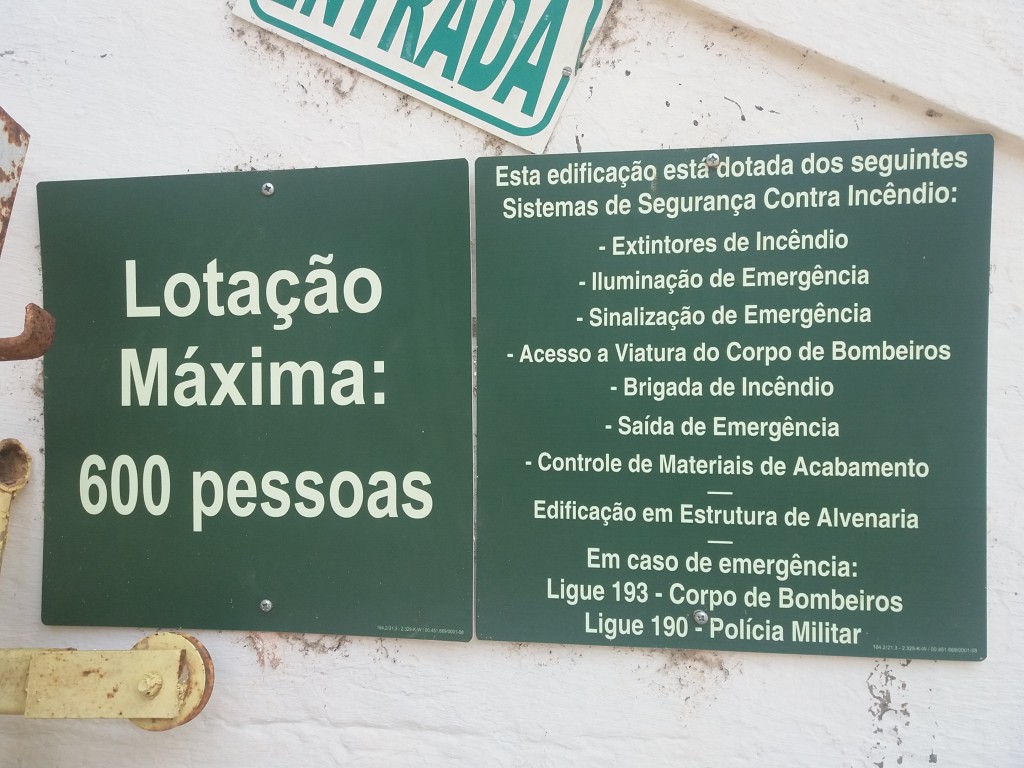 ENTRADA
Lotação
Máxima:
600 pessoas
Esta edificação está dotada dos seguintes
Sistemas de Segurança Contra Incêndio:
- Extintores de Incêndio
- Iluminação de Emergência
- Sinalização de Emergência
- Acesso a Viatura do Corpo de Bombeiros
- Brigada de Incêndio
- Saída de Emergência
- Controle de Materiais de Acabamento
—
Edificação em Estrutura de Alvenaria
—
Em caso de emergência:
Ligue 193 - Corpo de Bombeiros
Ligue 190 - Polícia Militar